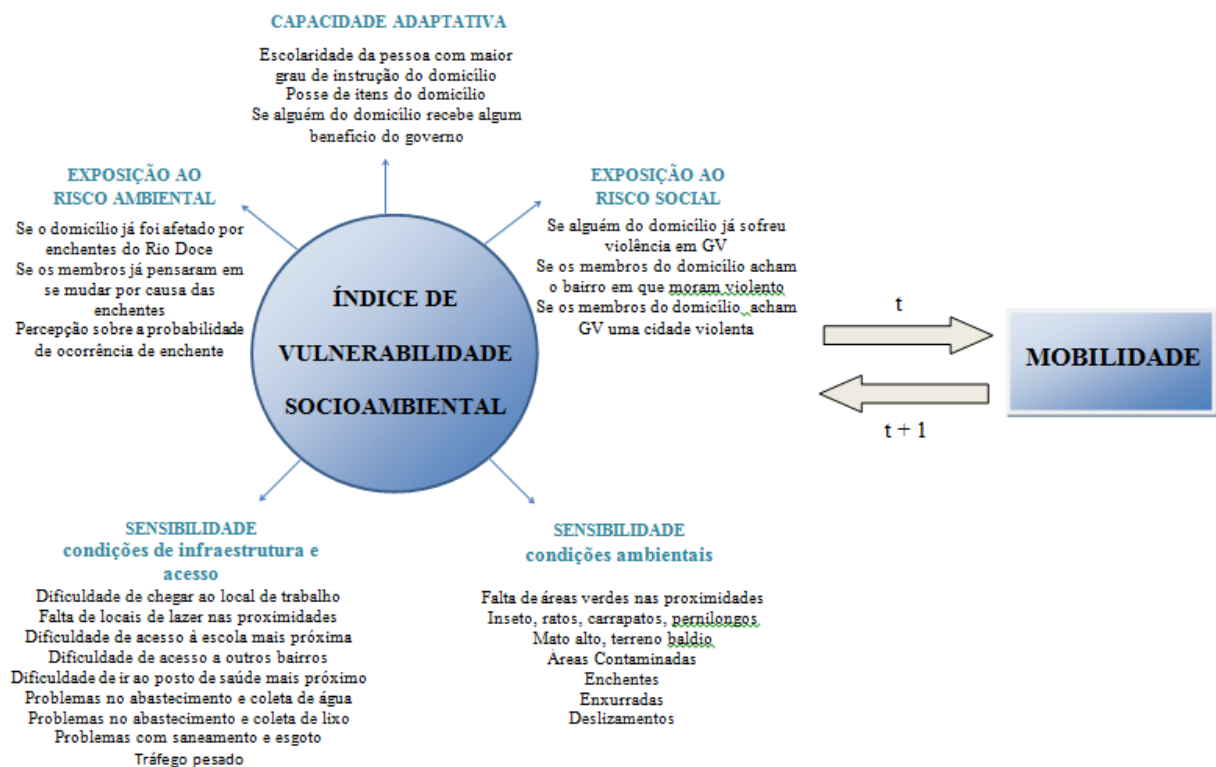 CAPACIDADE ADAPTATIVA
Escolaridade da pessoa com maior
grau de instrução do domicílio
Posse de itens do domicílio
Se alguém do domicílio recebe algum
benefício do governo
EXPOSIÇÃO AO
RISCO AMBIENTAL
Se o domicílio já foi afetado por
enchentes do Rio Doce
Se os membros já pensaram em
se mudar por causa das
enchentes
Percepção sobre a probabilidade
de ocorrência de enchente
EXPOSIÇÃO AO
RISCO SOCIAL
Se alguém do domicílio já sofreu
violência em GV
Se os membros do domicílio acham
o bairro em que moram violento
Se os membros do domicílio acham
GV uma cidade violenta
ÍNDICE DE
VULNERABILIDADE
SOCIOAMBIENTAL
t
MOBILIDADE
t + 1
SENSIBILIDADE
condições de infraestrutura e
acesso
Dificuldade de chegar ao local de trabalho
Falta de locais de lazer nas proximidades
Dificuldade de acesso à escola mais próxima
Dificuldade de acesso a outros bairros
Dificuldade de ir ao posto de saúde mais próximo
Problemas no abastecimento e coleta de água
Problemas no abastecimento e coleta de lixo
Problemas com saneamento e esgoto
Tráfego pesado
SENSIBILIDADE
condições ambientais
Falta de áreas verdes nas proximidades
Inseto, ratos, carrapatos, pernilongos
Mato alto, terreno baldio
Áreas Contaminadas
Enchentes
Enxurradas
Deslizamentos